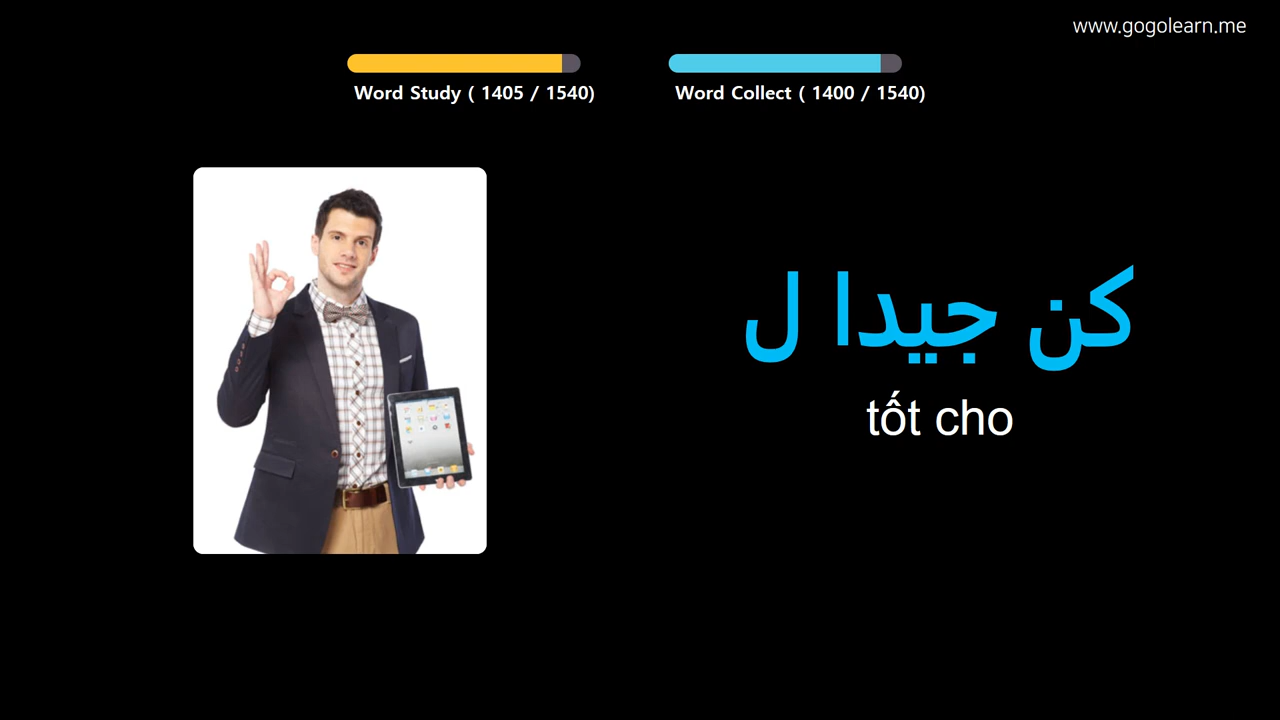 www.gogolearn.me
Word Study ( 1405 / 1540)
Word Collect ( 1400 / 1540)
كن جيدا ل
tốt cho